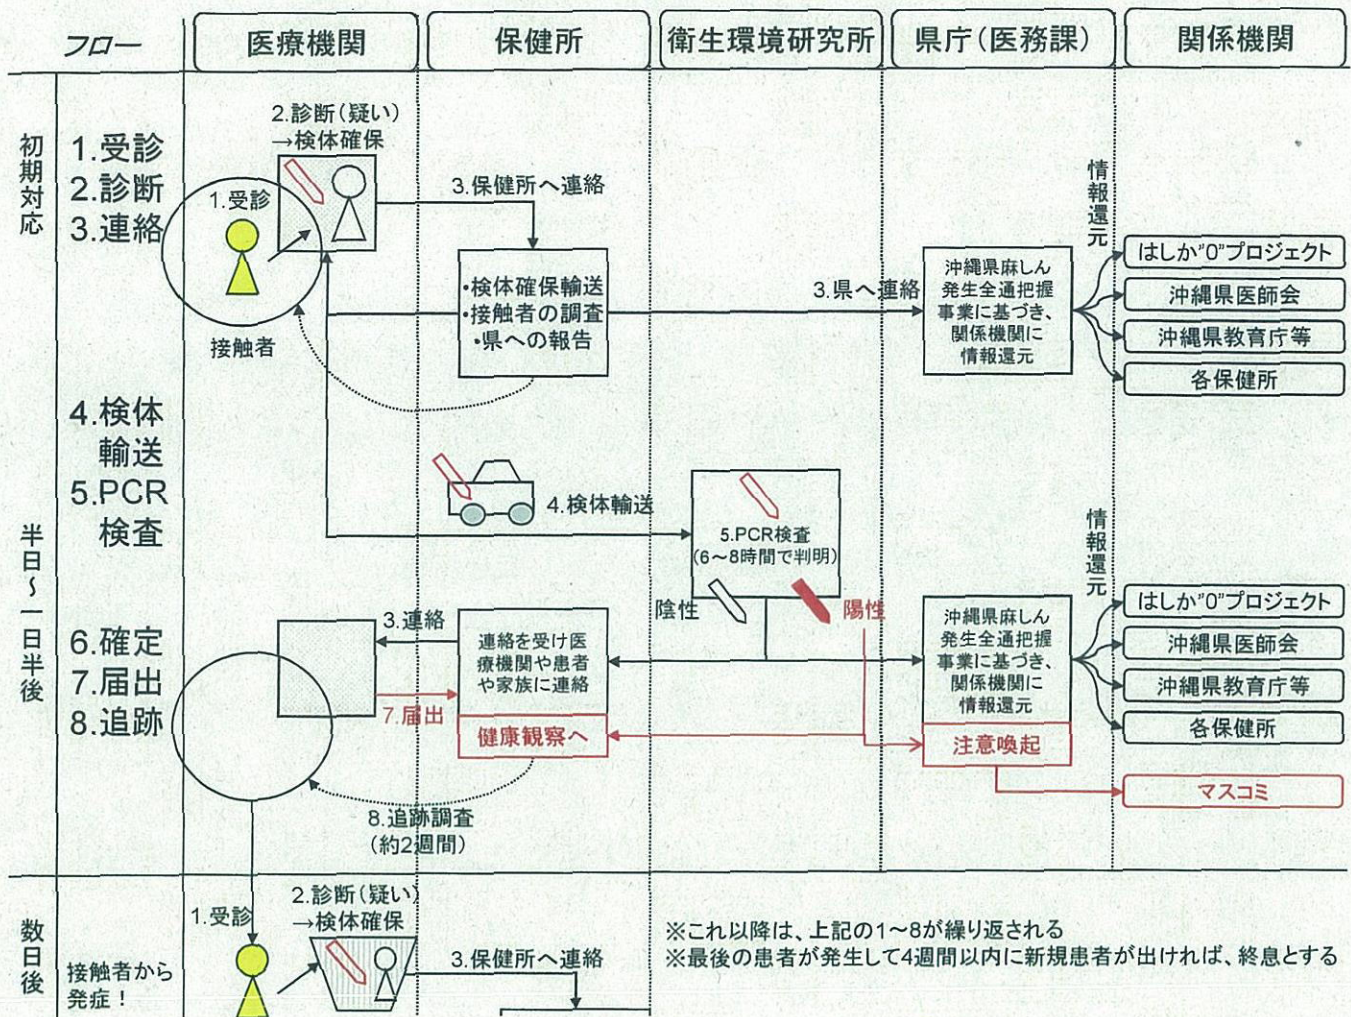 フロー
医療機関
保健所
衛生環境研究所
県庁(医務課)
関係機関
初期対応
1.受診
2.診断
3.連絡
2.診断(疑い)
→検体確保
1.受診
接触者
3.保健所へ連絡
・検体確保輸送
・接触者の調査
・県への報告
3.県へ連絡
沖縄県麻しん
発生全通把握
事業に基づき、
関係機関に
情報還元
情報還元
はしか"0"プロジェクト
沖縄県医師会
沖縄県教育庁等
各保健所
半日~一日半後
4.検体
輸送
5.PCR
検査
6.確定
7.届出
8.追跡
4.検体輸送
5.PCR検査
(6~8時間で判明)
陰性
陽性
3.連絡
7.届出
連絡を受け医
療機関や患者
や家族に連絡
健康観察へ
8.追跡調査
(約2週間)
沖縄県麻しん
発生全通把握
事業に基づき、
関係機関に
情報還元
注意喚起
情報還元
はしか"0"プロジェクト
沖縄県医師会
沖縄県教育庁等
各保健所
マスコミ
数日後
接触者から
発症!
1.受診
2.診断(疑い)
→検体確保
3.保健所へ連絡
※これ以降は、上記の1~8が繰り返される
※最後の患者が発生して4週間以内に新規患者が出ければ、終息とする